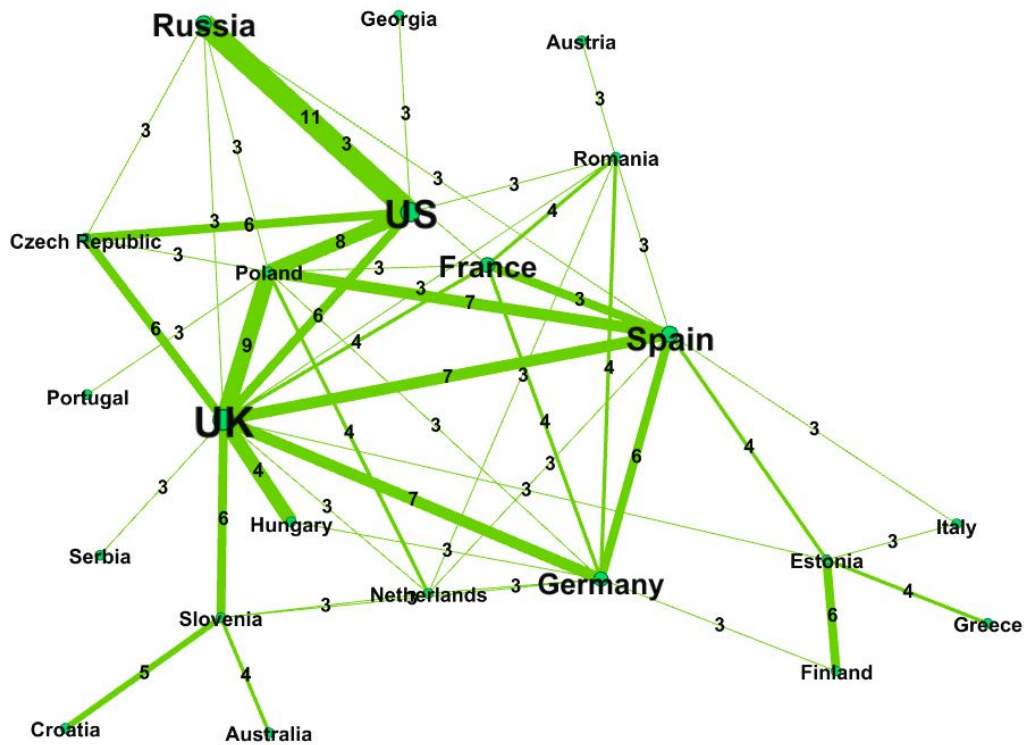 Georgia
Russia
Austria
3
11
3
3
3
3
Romania
3
3
US
4
3
6
8
3
Czech Republic
3
France
3
Poland
3
3
7
6
6
3
Spain
4
9
4
7
3
Portugal
UK
3
4
4
3
4
6
3
4
3
3
7
3
3
6
Hungary
Italy
3
3
Serbia
Estonia
Germany
3
4
Netherlands
3
3
Slovenia
6
3
Greece
5
4
Finland
Croatia
Australia